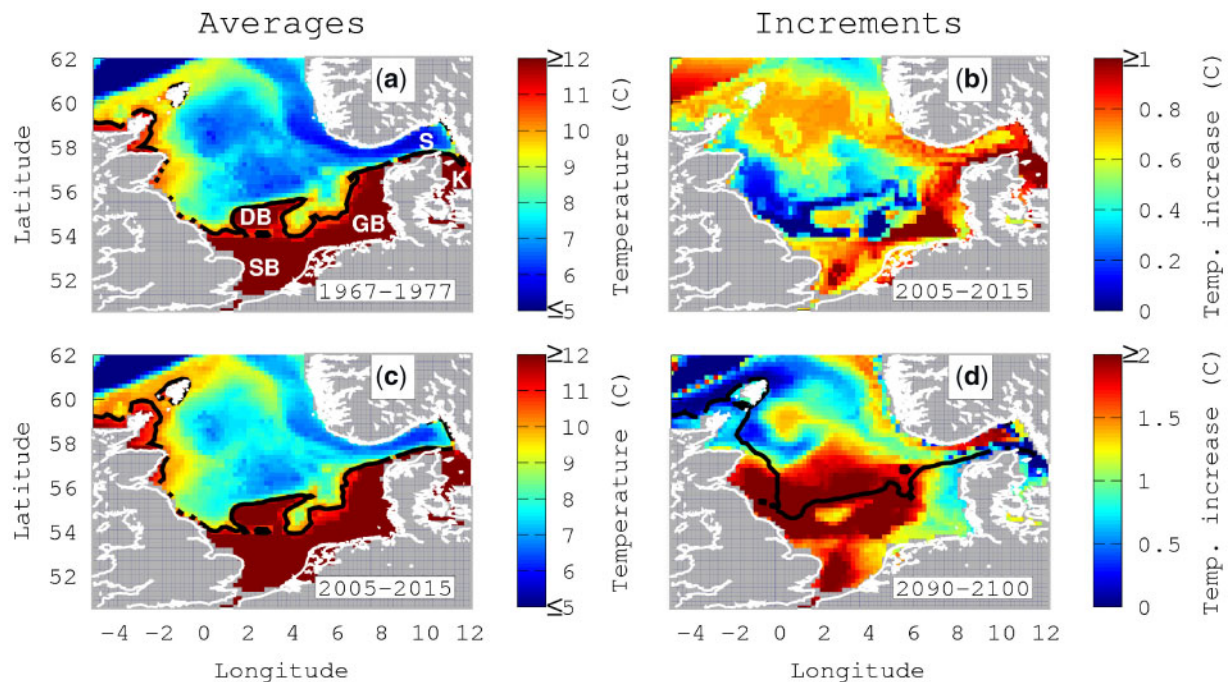 Averages
Increments
(a)
S
K
DB
GB
SB
1967−1977
Latitude
62
60
58
56
54
52
≥12
11
10
9
8
7
6
≤5
Temperature (C)
(b)
2005−2015
≥1
0.8
0.6
0.4
0.2
0
Temp. increase (C)
(c)
2005−2015
Latitude
62
60
58
56
54
52
−4 −2 0 2 4 6 8 10 12
Longitude
≥12
11
10
9
8
7
6
≤5
Temperature (C)
(d)
2090−2100
−4 −2 0 2 4 6 8 10 12
Longitude
≥2
1.5
1
0.5
0
Temp. increase (C)